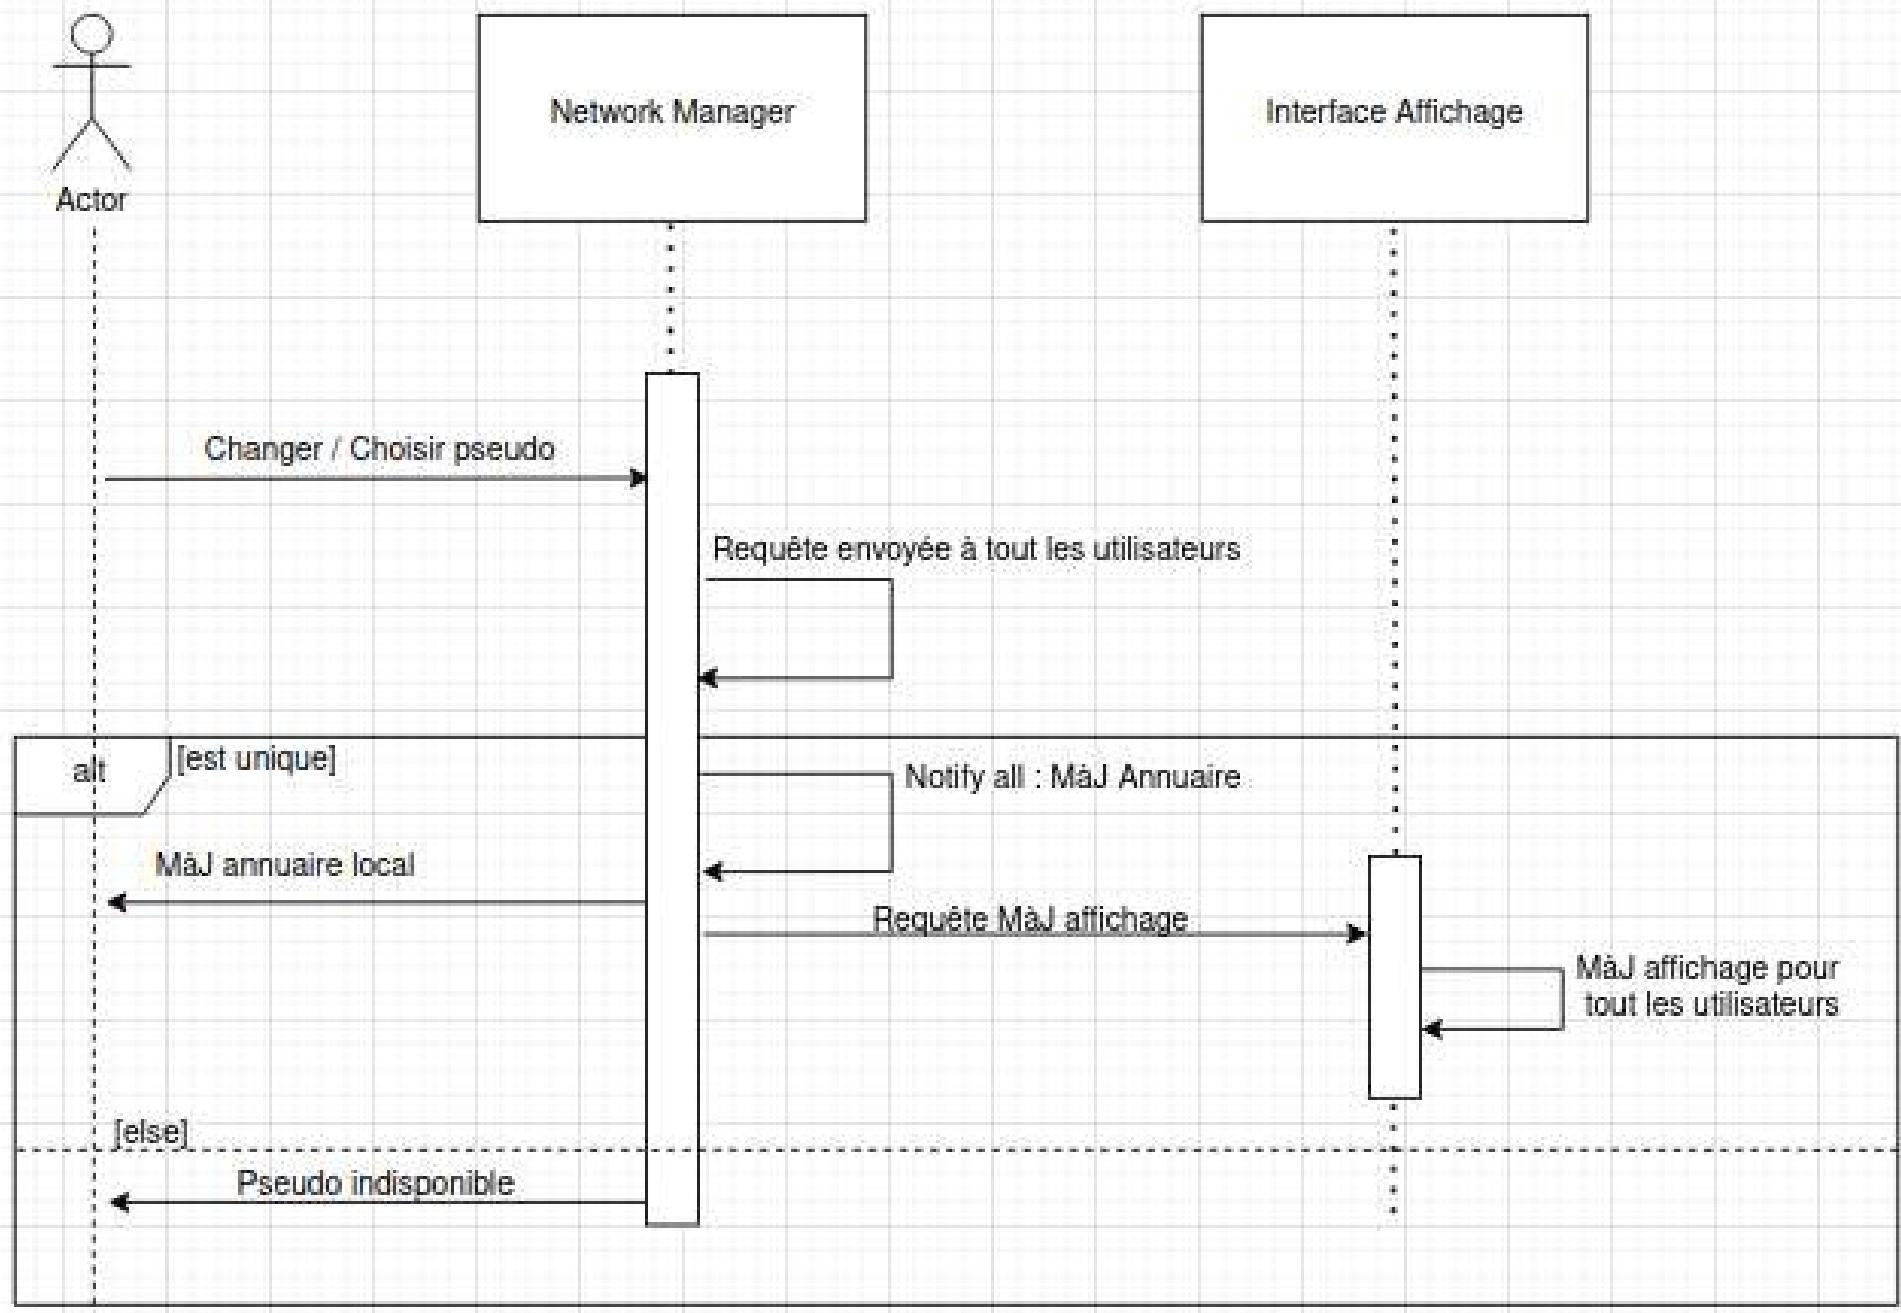 Actor
Network Manager
Interface Affichage
Changer / Choisir pseudo
Requête envoyée à tout les utilisateurs
alt
[est unique]
Notify all : MàJ Annuaire
MàJ annuaire local
Requête MàJ affichage
MàJ affichage pour
tout les utilisateurs
[else]
Pseudo indisponible